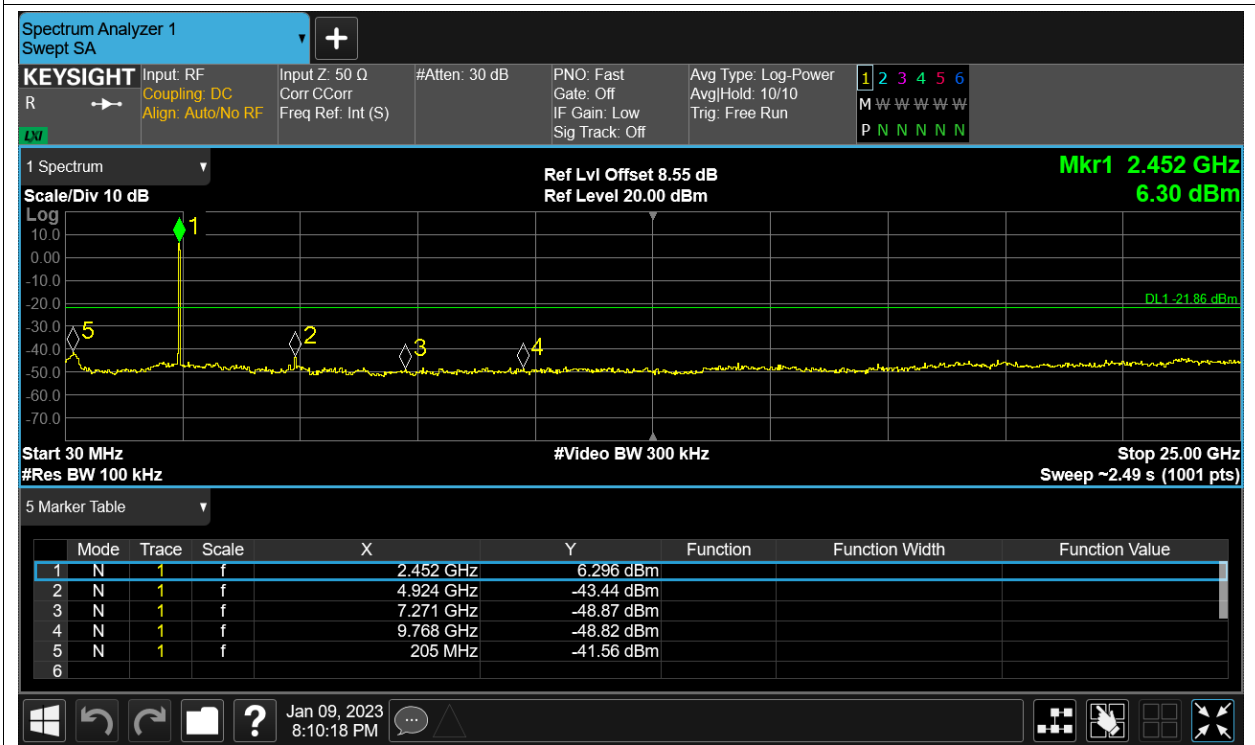 Spectrum Analyzer 1
Swept SA
KEYSIGHT Input: RF Input Z: 50 Ω #Atten: 30 dB PNO: Fast Avg Type: Log-Power 1 2 3 4 5 6
R Coupling: DC Corr CCorr Gate: Off Avg|Hold: 10/10 M W W W W W
Align: Auto/No RF Freq Ref: Int (S) IF Gain: Low Trig: Free Run
LXI Sig Track: Off P N N N N N
1 Spectrum Ref Lvl Offset 8.55 dB Mkr1 2.452 GHz
Scale/Div 10 dB Ref Level 20.00 dBm 6.30 dBm
Log
1
10.0
0.00
-10.0
-20.0 DL1 -21.86 dBm
-30.0
5 2
-40.0 3 4
-50.0
-60.0
-70.0
Start 30 MHz #Video BW 300 kHz Stop 25.00 GHz
#Res BW 100 kHz Sweep ~2.49 s (1001 pts)
5 Marker Table
Mode Trace Scale X Y Function Function Width Function Value
1 N 1 f 2.452 GHz 6.296 dBm
2 N 1 f 4.924 GHz -43.44 dBm
3 N 1 f 7.271 GHz -48.87 dBm
4 N 1 f 9.768 GHz -48.82 dBm
5 N 1 f 205 MHz -41.56 dBm
6
? Jan 09, 2023
8:10:18 PM